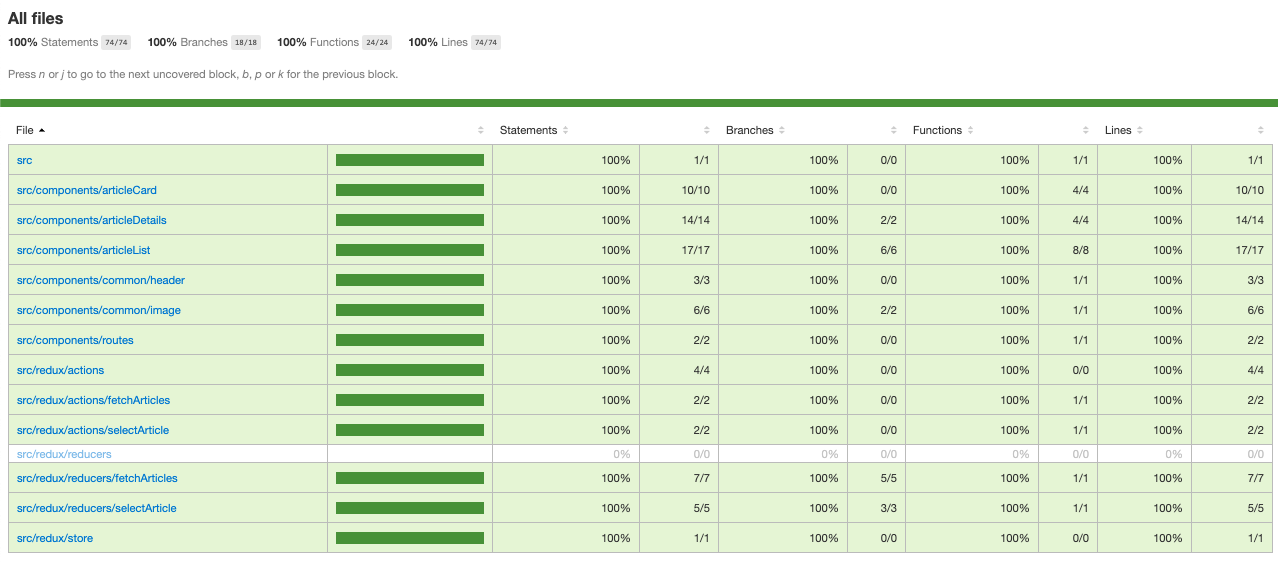 All files
100% Statements 74/74 100% Branches 18/18 100% Functions 24/24 100% Lines 74/74
Press n or j to go to the next uncovered block, b, p or k for the previous block.
File Statements Branches Functions Lines
src 100% 1/1 100% 0/0 100% 1/1 100% 1/1
src/components/articleCard 100% 10/10 100% 0/0 100% 4/4 100% 10/10
src/components/articleDetails 100% 14/14 100% 2/2 100% 4/4 100% 14/14
src/components/articleList 100% 17/17 100% 6/6 100% 8/8 100% 17/17
src/components/common/header 100% 3/3 100% 0/0 100% 1/1 100% 3/3
src/components/common/image 100% 6/6 100% 2/2 100% 1/1 100% 6/6
src/components/routes 100% 2/2 100% 0/0 100% 1/1 100% 2/2
src/redux/actions 100% 4/4 100% 0/0 100% 0/0 100% 4/4
src/redux/actions/fetchArticles 100% 2/2 100% 0/0 100% 1/1 100% 2/2
src/redux/actions/selectArticle 100% 2/2 100% 0/0 100% 1/1 100% 2/2
src/redux/reducers 0% 0/0 0% 0/0 0% 0/0 0% 0/0
src/redux/reducers/fetchArticles 100% 7/7 100% 5/5 100% 1/1 100% 7/7
src/redux/reducers/selectArticle 100% 5/5 100% 3/3 100% 1/1 100% 5/5
src/redux/store 100% 1/1 100% 0/0 100% 0/0 100% 1/1